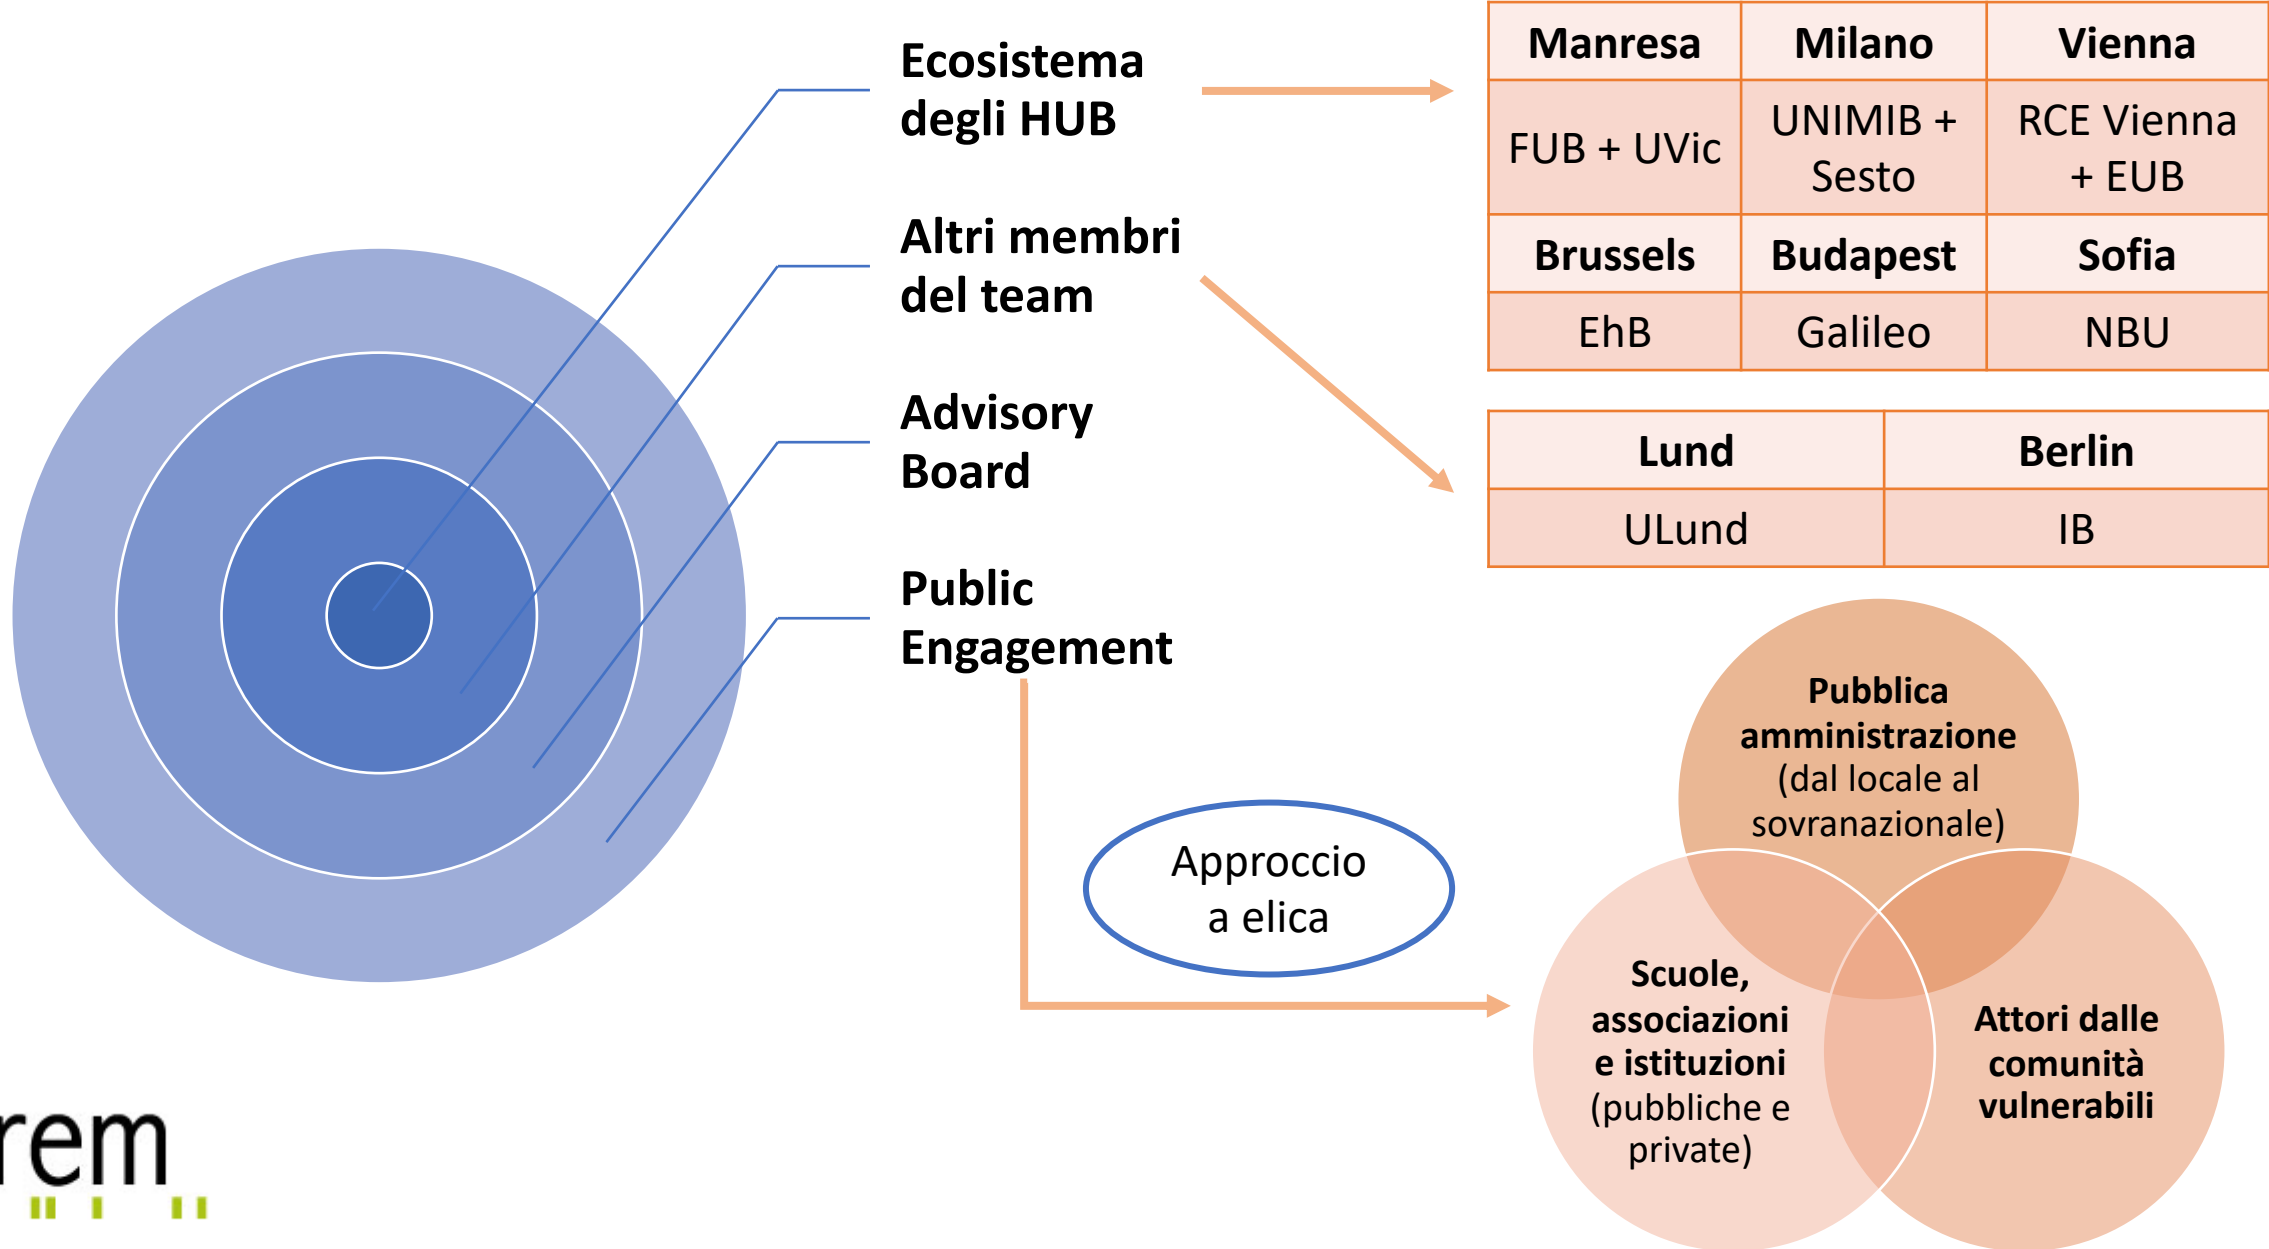 Ecosistema
degli HUB
Altri membri
del team
Advisory
Board
Public
Engagement
Manresa Milano Vienna
FUB + UVic UNIMIB +
Sesto RCE Vienna
+ EUB
Brussels Budapest Sofia
EhB Galileo NBU
Lund Berlin
ULund IB
Approccio
a elica
Pubblica
amministrazione
(dal locale al
sovranazionale)
Scuole,
associazioni
e istituzioni
(pubbliche e
private)
Attori dalle
comunità
vulnerabili
rem